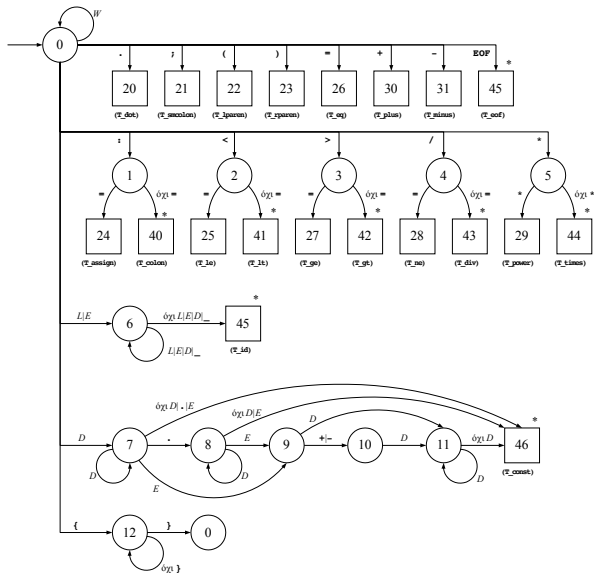 W
0
. ; ( ) = + - EOF *
20 21 22 23 26 30 31 45
(T_dot) (T_smcolon) (T_lparen) (T_rparen) (T_eq) (T_plus) (T_minus) (T_eof)
: < > / *
1 2 3 4 5
= όχι = = όχι = = όχι = = όχι = * όχι *
* * * * *
24 40 25 41 27 42 28 43 29 44
(T_assign) (T_colon) (T_le) (T_lt) (T_ge) (T_gt) (T_ne) (T_div) (T_power) (T_times)
*
L|E 6 όχι L|E|D|_ 45
L|E|D|_ (T_id)
όχι D|.|E όχι D|E D *
D 7 . 8 E 9 +|- 10 D 11 όχι D 46
D D D (T_const)
E
{ 12 } 0
όχι }